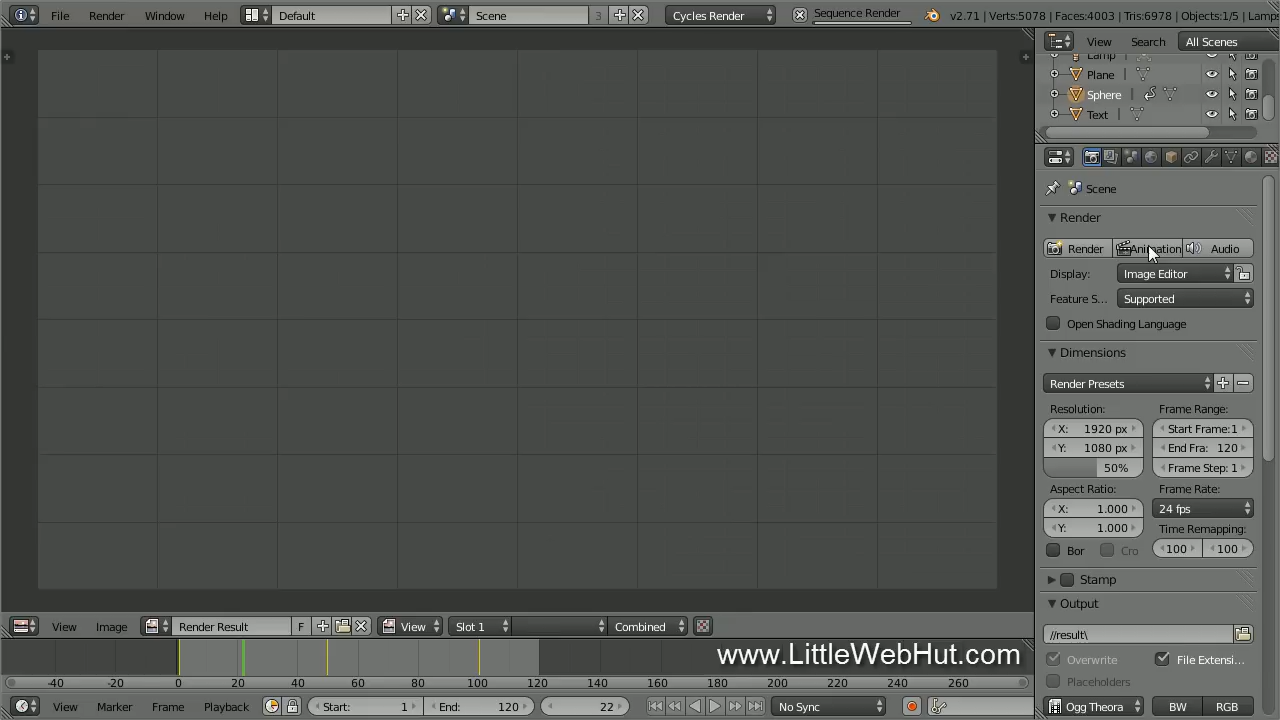 File Render Window Help Default Scene 3 Cycles Render Sequence Render v2.71 | Verts:5078 | Faces:4003 | Tris:6978 | Objects:1/5 | Lamps
View Search All Scenes
Lamp
Plane
Sphere
Text
Scene
Render
Render Animation Audio
Display: Image Editor
Feature S... Supported
Open Shading Language
Dimensions
Render Presets
Resolution: Frame Range:
X: 1920 px Start Frame:1
Y: 1080 px End Fra: 120
50% Frame Step: 1
Aspect Ratio: Frame Rate:
X: 1.000 24 fps
Y: 1.000 Time Remapping:
Bor Cro 100 100
Stamp
Output
//result\
Overwrite File Extensi...
Placeholders
Ogg Theora BW RGB
View Image Render Result F View Slot 1 Combined
www.LittleWebHut.com
-40 -20 0 20 40 60 80 100 120 140 160 180 200 220 240 260
View Marker Frame Playback Start: 1 End: 120 22 No Sync